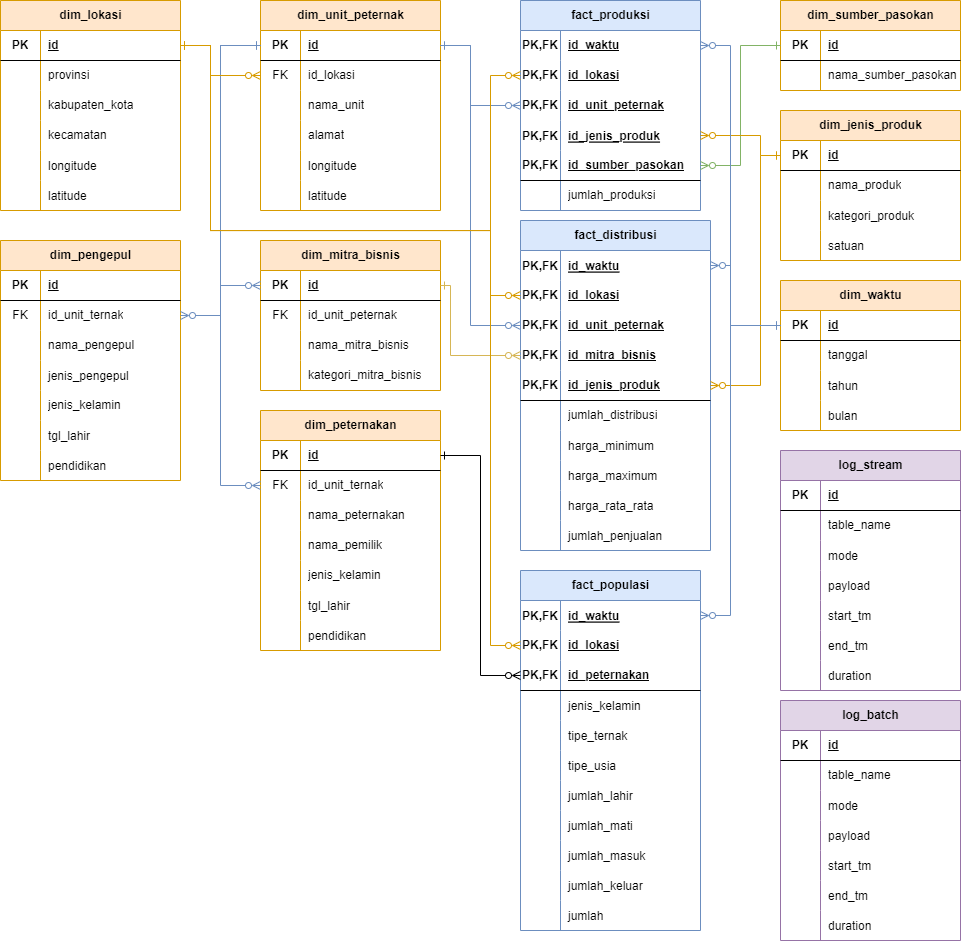 dim_lokasi
PK id
provinsi
kabupaten_kota
kecamatan
longitude
latitude
dim_unit_peternak
PK id
FK id_lokasi
nama_unit
alamat
longitude
latitude
fact_produksi
PK,FK id_waktu
PK,FK id_lokasi
PK,FK id_unit_peternak
PK,FK id_jenis_produk
PK,FK id_sumber_pasokan
jumlah_produksi
dim_sumber_pasokan
PK id
nama_sumber_pasokan
dim_jenis_produk
PK id
nama_produk
kategori_produk
satuan
dim_pengepul
PK id
FK id_unit_ternak
nama_pengepul
jenis_pengepul
jenis_kelamin
tgl_lahir
pendidikan
dim_mitra_bisnis
PK id
FK id_unit_peternak
nama_mitra_bisnis
kategori_mitra_bisnis
fact_distribusi
PK,FK id_waktu
PK,FK id_lokasi
PK,FK id_unit_peternak
PK,FK id_mitra_bisnis
PK,FK id_jenis_produk
jumlah_distribusi
harga_minimum
harga_maximum
harga_rata_rata
jumlah_penjualan
dim_waktu
PK id
tanggal
tahun
bulan
dim_peternakan
PK id
FK id_unit_ternak
nama_peternakan
nama_pemilik
jenis_kelamin
tgl_lahir
pendidikan
fact_populasi
PK,FK id_waktu
PK,FK id_lokasi
PK,FK id_peternakan
jenis_kelamin
tipe_ternak
tipe_usia
jumlah_lahir
jumlah_mati
jumlah_masuk
jumlah_keluar
jumlah
log_stream
PK id
table_name
mode
payload
start_tm
end_tm
duration
log_batch
PK id
table_name
mode
payload
start_tm
end_tm
duration